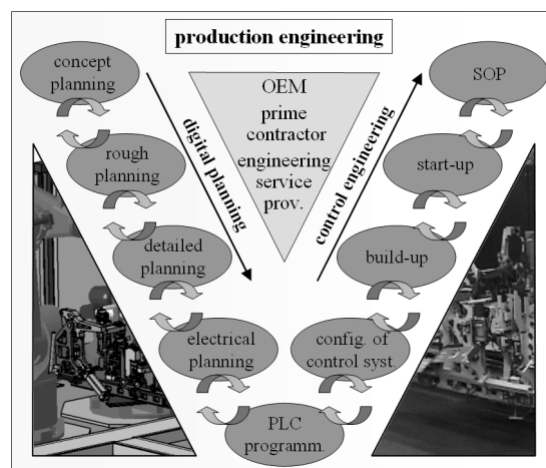 production engineering
concept
planning
rough
planning
detailed
planning
electrical
planning
PLC
programm.
config. of
control syst.
build-up
start-up
SOP
digital planning
control engineering
OEM
prime
contractor
engineering
service
prov.